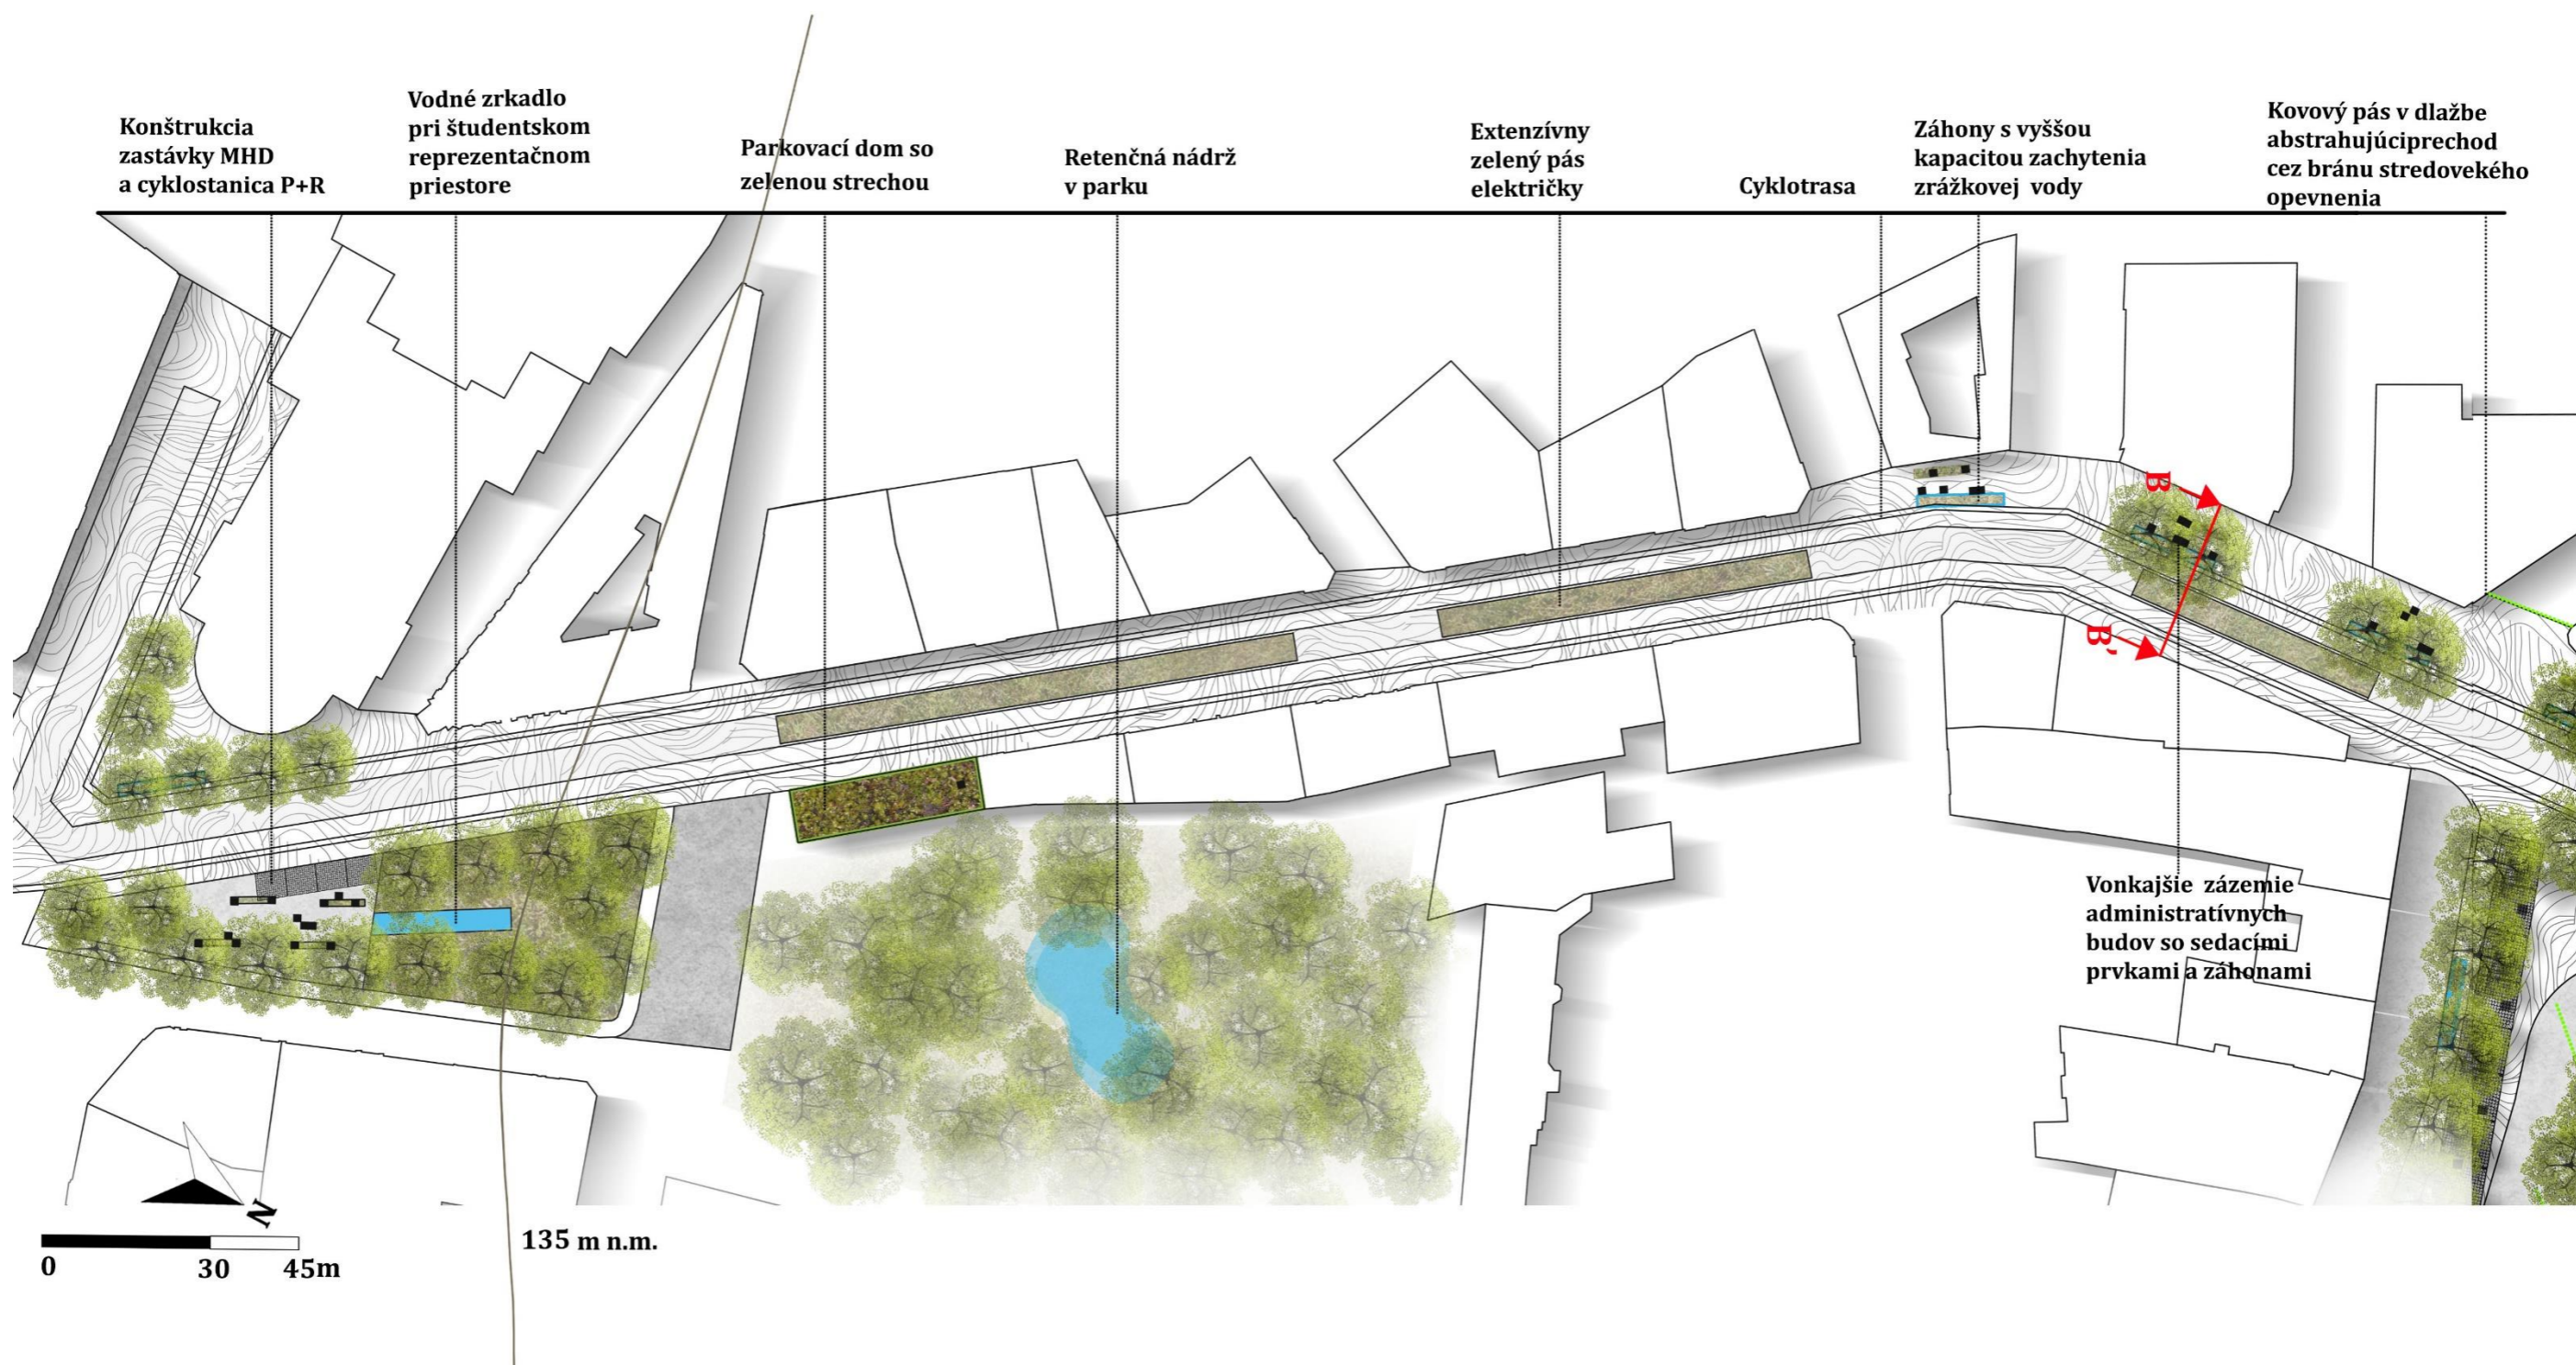 Konštrukcia
zastávky MHD
a cyklostanica P+R
Vodné zrkadlo
pri študentskom
reprezentačnom
priestore
Parkovací dom so
zelenou strechou
Retenčná nádrž
v parku
Extenzívny
zelený pás
električky
Cyklotrasa
Záhony s vyššou
kapacitou zachytenia
zrážkovej vody
Kovový pás v dlažbe
abstrahujúciprechod
cez bránu stredovekého
opevnenia
B
B'
Vonkajšie zázemie
administratívnych
budov so sedacími
prvkami a záhonami
N
0 30 45m
135 m n.m.